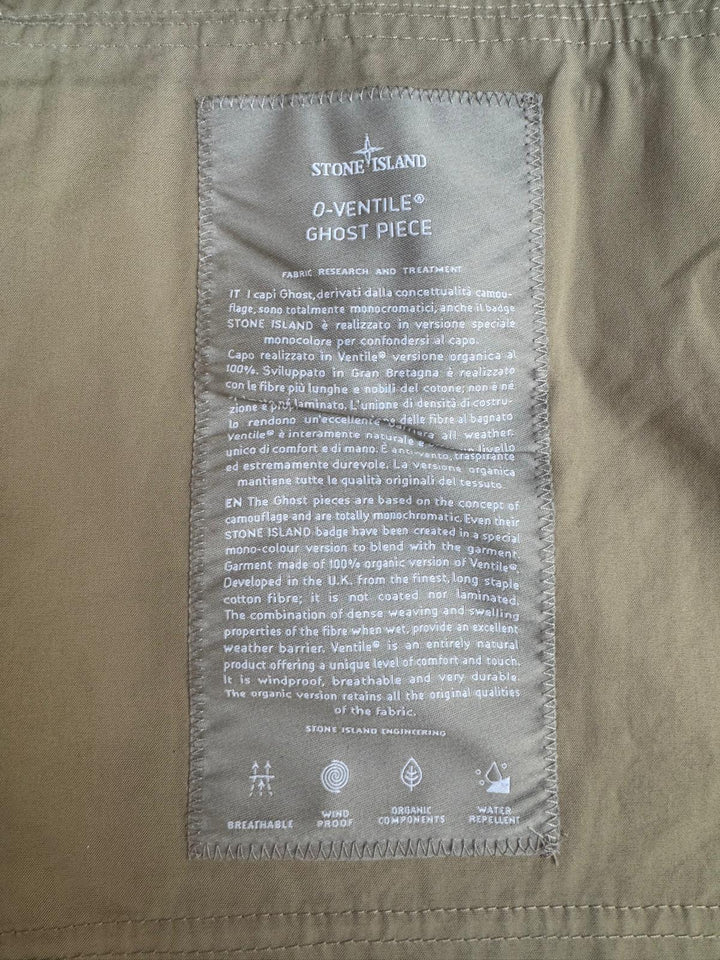 STONE ISLAND
O-VENTILE®
GHOST PIECE
FABRIC RESEARCH AND TREATMENT
IT I capi Ghost, derivati dalla concettualità camou-
flage, sono totalmente monocromatici, anche il badge
STONE ISLAND è realizzato in versione speciale
monocolore per confondersi al capo.
Capo realizzato in Ventile® versione organica al
100%. Sviluppato in Gran Bretagna è realizzato
con le fibre più lunghe e nobili del cotone; non è né
zione e laminato. L'unione di densità di costru-
lo rendono un'eccellente delle fibre al bagnato
Ventile® è interamente naturale e all weather.
unico di comfort e di mano. È antivento, traspirante
ed estremamente durevole. La versione organica
mantiene tutte le qualità originali del tessuto
EN The Ghost pieces are based on the concept of
camouflage and are totally monochromatic. Even their
STONE ISLAND badge have been created in a special
mono-colour version to blend with the garment.
Garment made of 100% organic version of Ventile®.
Developed in the U.K. from the finest, long staple
cotton fibre; it is not coated nor laminated.
The combination of dense weaving and swelling
properties of the fibre when wet, provide an excellent
weather barrier. Ventile® is an entirely natural
product offering a unique level of comfort and touch.
It is windproof, breathable and very durable.
The organic version retains all the original qualities
of the fabric.
STONE ISLAND ENGINEERING
BREATHABLE
WIND
PROOF
ORGANIC
COMPONENTS
WATER
REPELLENT